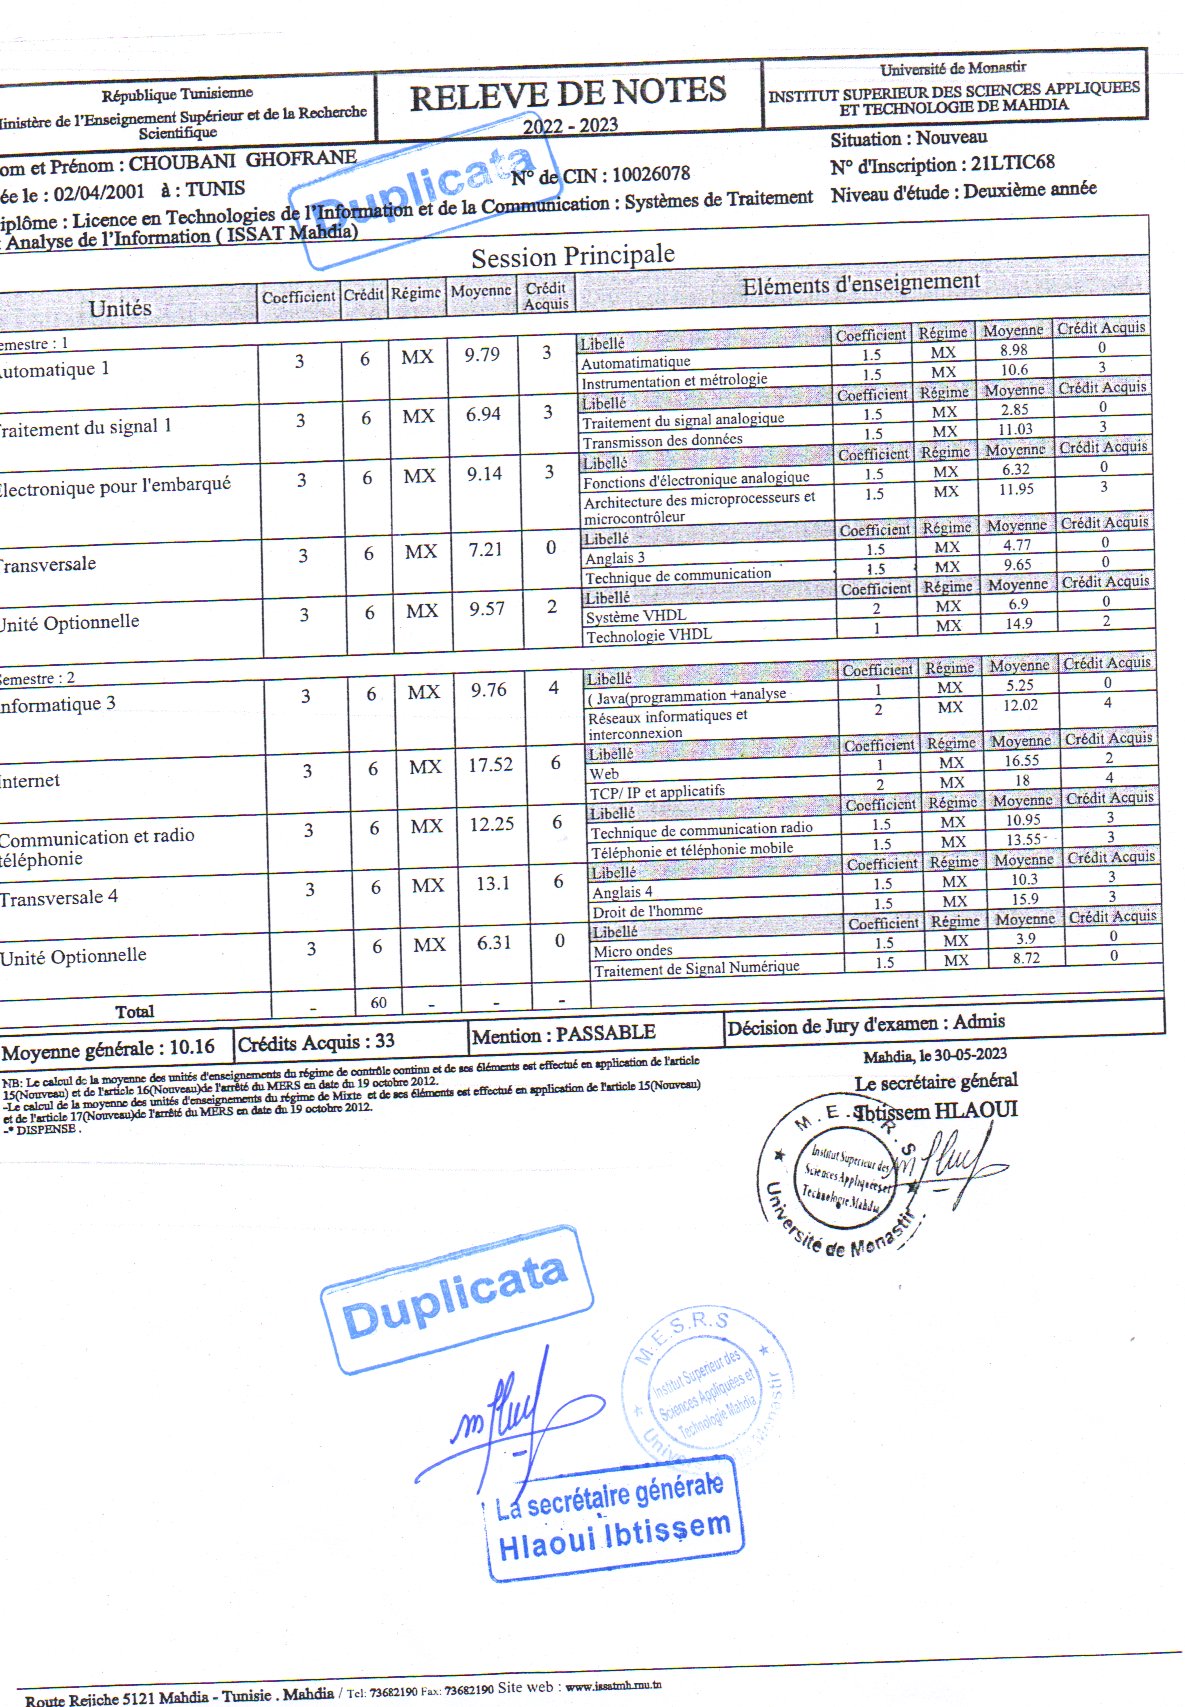 République Tunisienne
Ministère de l'Enseignement Supérieur et de la Recherche
Scientifique
RELEVE DE NOTES
2022 - 2023
Université de Monastir
INSTITUT SUPERIEUR DES SCIENCES APPLIQUEES
ET TECHNOLOGIE DE MAHDIA
Duplicata
om et Prénom : CHOUBANI GHOFRANE
Situation : Nouveau
ée le : 02/04/2001 à : TUNIS
N° de CIN : 10026078
N° d'Inscription : 21LTIC68
iplôme : Licence en Technologies de l'Information et de la Communication : Systèmes de Traitement
Niveau d'étude : Deuxième année
: Analyse de l'Information ( ISSAT Mahdia)
Session Principale
Unités Coefficient Crédit Régime Moyenne Crédit Acquis Eléments d'enseignement
emestre : 1
utomatique 1 3 6 MX 9.79 3
Libellé Coefficient Régime Moyenne Crédit Acquis
Automatimatique 1.5 MX 8.98 0
Instrumentation et métrologie 1.5 MX 10.6 3
raitement du signal 1 3 6 MX 6.94 3
Libellé Coefficient Régime Moyenne Crédit Acquis
Traitement du signal analogique 1.5 MX 2.85 0
Transmisson des données 1.5 MX 11.03 3
lectronique pour l'embarqué 3 6 MX 9.14 3
Libellé Coefficient Régime Moyenne Crédit Acquis
Fonctions d'électronique analogique 1.5 MX 6.32 0
Architecture des microprocesseurs et 1.5 MX 11.95 3
microcontrôleur
ransversale 3 6 MX 7.21 0
Libellé Coefficient Régime Moyenne Crédit Acquis
Anglais 3 1.5 MX 4.77 0
Technique de communication 1.5 MX 9.65 0
nité Optionnelle 3 6 MX 9.57 2
Libellé Coefficient Régime Moyenne Crédit Acquis
Système VHDL 2 MX 6.9 0
Technologie VHDL 1 MX 14.9 2
emestre : 2
nformatique 3 3 6 MX 9.76 4
Libellé Coefficient Régime Moyenne Crédit Acquis
( Java(programmation +analyse 1 MX 5.25 0
Réseaux informatiques et 2 MX 12.02 4
interconnexion
nternet 3 6 MX 17.52 6
Libellé Coefficient Régime Moyenne Crédit Acquis
Web 1 MX 16.55 2
TCP/ IP et applicatifs 2 MX 18 4
Communication et radio 3 6 MX 12.25 6
téléphonie
Libellé Coefficient Régime Moyenne Crédit Acquis
Technique de communication radio 1.5 MX 10.95 3
Téléphonie et téléphonie mobile 1.5 MX 13.55 3
Transversale 4 3 6 MX 13.1 6
Libellé Coefficient Régime Moyenne Crédit Acquis
Anglais 4 1.5 MX 10.3 3
Droit de l'homme 1.5 MX 15.9 3
Unité Optionnelle 3 6 MX 6.31 0
Libellé Coefficient Régime Moyenne Crédit Acquis
Micro ondes 1.5 MX 3.9 0
Traitement de Signal Numérique 1.5 MX 8.72 0
Total - 60 - - -
Moyenne générale : 10.16 Crédits Acquis : 33 Mention : PASSABLE Décision de Jury d'examen : Admis
NB: Le calcul de la moyenne des unités d'enseignements du régime de contrôle continu et de ses éléments est effectué en application de l'article
15(Nouveau) et de l'article 16(Nouveau)de l'arrêté du MERS en date du 19 octobre 2012.
-Le calcul de la moyenne des unités d'enseignements du régime de Mixte et de ses éléments est effectué en application de l'article 15(Nouveau)
et de l'article 17(Nouveau)de l'arrêté du MERS en date du 19 octobre 2012.
-* DISPENSE .
Mahdia, le 30-05-2023
Le secrétaire général
Ibtissem HLAOUI
M . E . S . R . S
Institut Superieur des
Sciences Appliquées et
Technologie Mahdia
Université de Monastir
Duplicata
M.E.S.R.S
Institut Superieur des
Sciences Appliquées et
Technologie Mahdia
La secrétaire générale
Hlaoui Ibtissem
Route Rejiche 5121 Mahdia - Tunisie . Mahdia / Tel: 73682190 Fax: 73682190 Site web : www.issatmh.rnu.tn